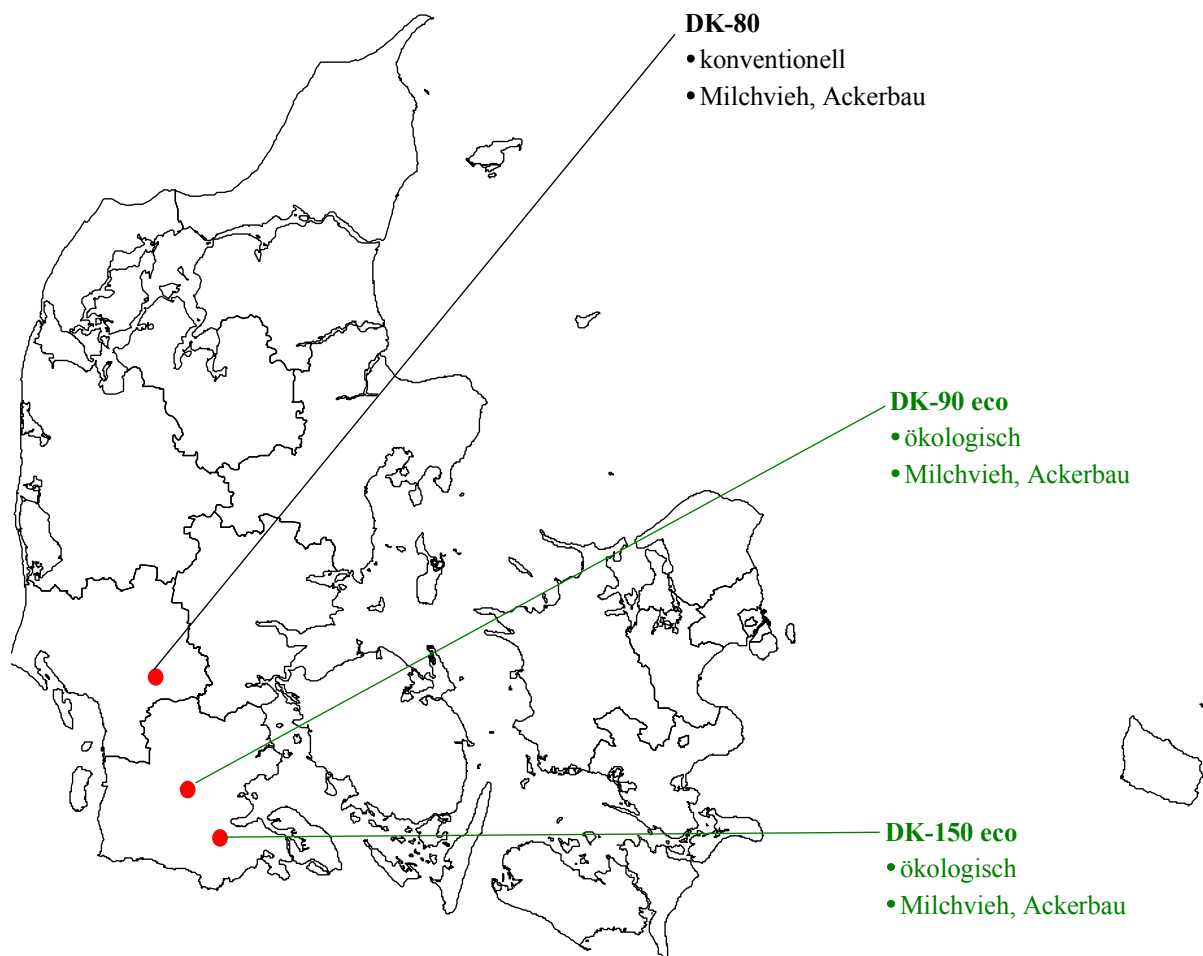 DK-80
• konventionell
• Milchvieh, Ackerbau
DK-90 eco
• ökologisch
• Milchvieh, Ackerbau
DK-150 eco
• ökologisch
• Milchvieh, Ackerbau